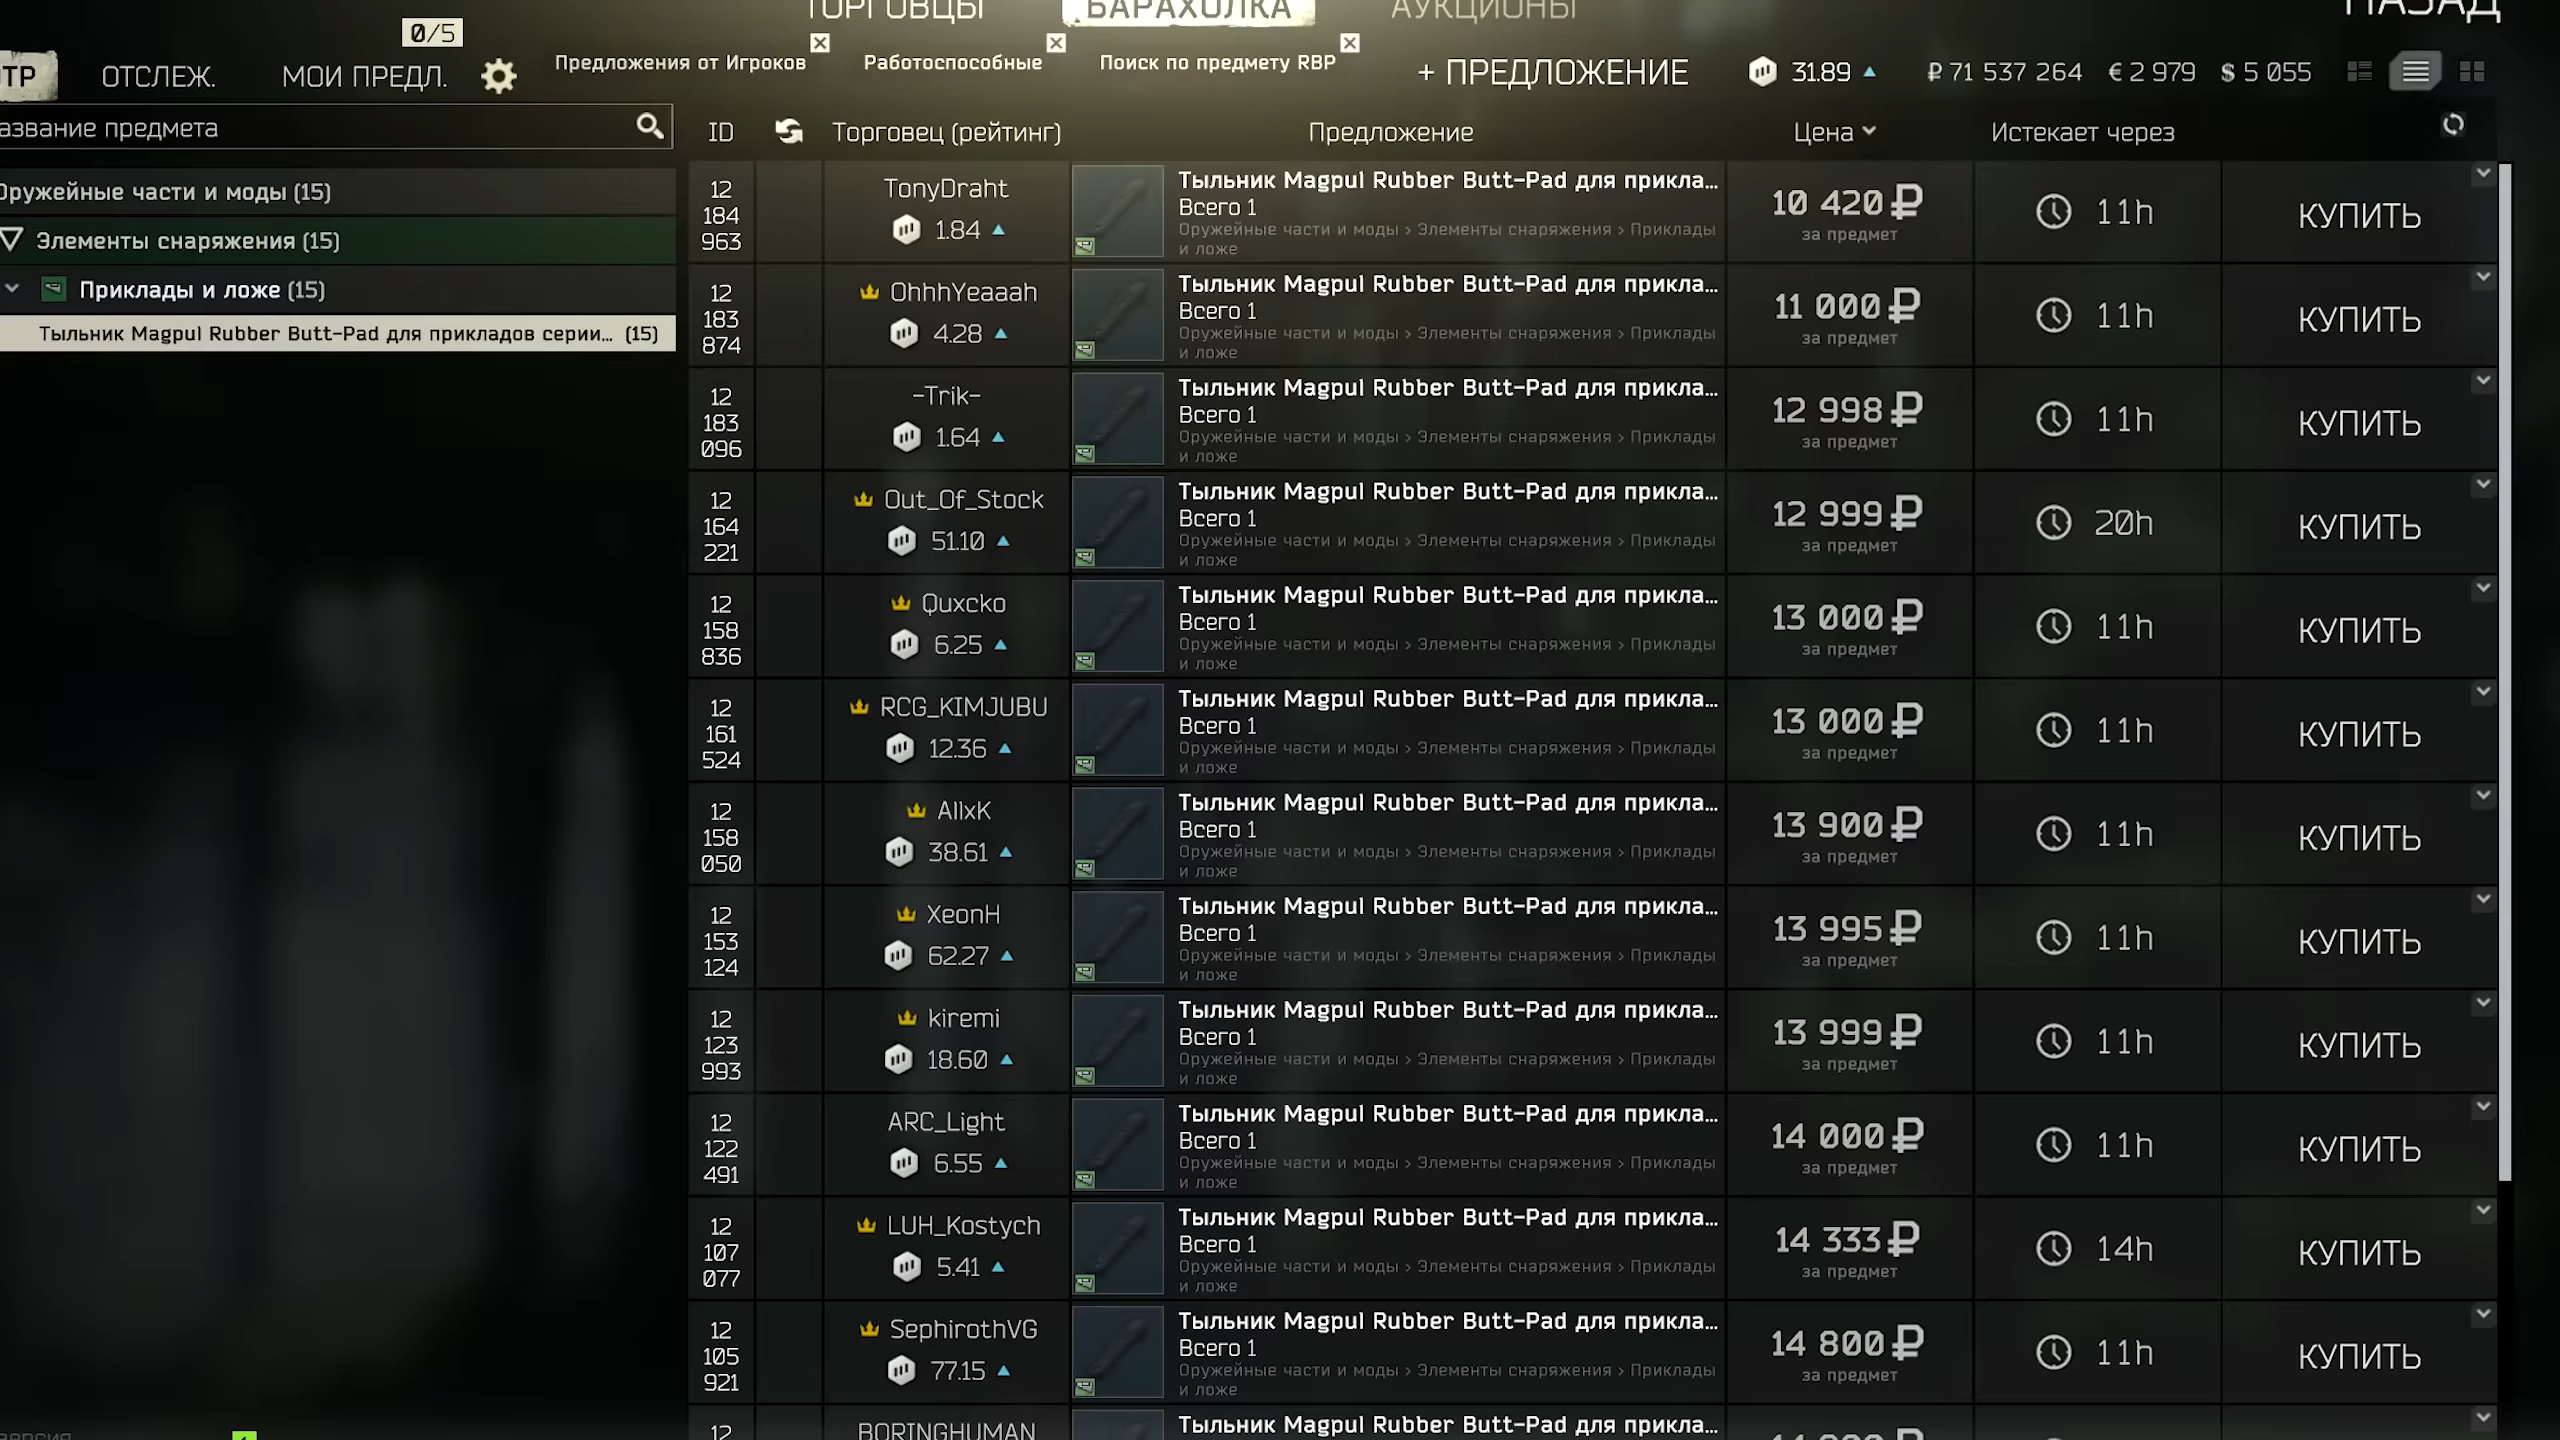 ТОРГОВЦЫ
БАРАХОЛКА
АУКЦИОНЫ
НАЗАД
ТР
ОТСЛЕЖ.
МОИ ПРЕДЛ.
0/5
Предложения от Игроков
Работоспособные
Поиск по предмету RBP
+ ПРЕДЛОЖЕНИЕ
31.89
₽ 71 537 264
€ 2 979
$ 5 055
азвание предмета
Оружейные части и моды (15)
Элементы снаряжения (15)
Приклады и ложе (15)
Тыльник Magpul Rubber Butt-Pad для прикладов серии... (15)
ID
Торговец (рейтинг)
Предложение
Цена
Истекает через
12 184 963
TonyDraht
1.84
Тыльник Magpul Rubber Butt-Pad для прикла...
Всего 1
Оружейные части и моды > Элементы снаряжения > Приклады
и ложе
10 420 ₽
за предмет
11h
КУПИТЬ
12 183 874
OhhhYeaaah
4.28
Тыльник Magpul Rubber Butt-Pad для прикла...
Всего 1
Оружейные части и моды > Элементы снаряжения > Приклады
и ложе
11 000 ₽
за предмет
11h
КУПИТЬ
12 183 096
-Trik-
1.64
Тыльник Magpul Rubber Butt-Pad для прикла...
Всего 1
Оружейные части и моды > Элементы снаряжения > Приклады
и ложе
12 998 ₽
за предмет
11h
КУПИТЬ
12 164 221
Out_Of_Stock
51.10
Тыльник Magpul Rubber Butt-Pad для прикла...
Всего 1
Оружейные части и моды > Элементы снаряжения > Приклады
и ложе
12 999 ₽
за предмет
20h
КУПИТЬ
12 158 836
Quxcko
6.25
Тыльник Magpul Rubber Butt-Pad для прикла...
Всего 1
Оружейные части и моды > Элементы снаряжения > Приклады
и ложе
13 000 ₽
за предмет
11h
КУПИТЬ
12 161 524
RCG_KIMJUBU
12.36
Тыльник Magpul Rubber Butt-Pad для прикла...
Всего 1
Оружейные части и моды > Элементы снаряжения > Приклады
и ложе
13 000 ₽
за предмет
11h
КУПИТЬ
12 158 050
AllxK
38.61
Тыльник Magpul Rubber Butt-Pad для прикла...
Всего 1
Оружейные части и моды > Элементы снаряжения > Приклады
и ложе
13 900 ₽
за предмет
11h
КУПИТЬ
12 153 124
XeonH
62.27
Тыльник Magpul Rubber Butt-Pad для прикла...
Всего 1
Оружейные части и моды > Элементы снаряжения > Приклады
и ложе
13 995 ₽
за предмет
11h
КУПИТЬ
12 123 993
kiremi
18.60
Тыльник Magpul Rubber Butt-Pad для прикла...
Всего 1
Оружейные части и моды > Элементы снаряжения > Приклады
и ложе
13 999 ₽
за предмет
11h
КУПИТЬ
12 122 491
ARC_Light
6.55
Тыльник Magpul Rubber Butt-Pad для прикла...
Всего 1
Оружейные части и моды > Элементы снаряжения > Приклады
и ложе
14 000 ₽
за предмет
11h
КУПИТЬ
12 107 077
LUH_Kostych
5.41
Тыльник Magpul Rubber Butt-Pad для прикла...
Всего 1
Оружейные части и моды > Элементы снаряжения > Приклады
и ложе
14 333 ₽
за предмет
14h
КУПИТЬ
12 105 921
SephirothVG
77.15
Тыльник Magpul Rubber Butt-Pad для прикла...
Всего 1
Оружейные части и моды > Элементы снаряжения > Приклады
и ложе
14 800 ₽
за предмет
11h
КУПИТЬ
12
BORINGHUMAN
Тыльник Magpul Rubber Butt-Pad для прикла...